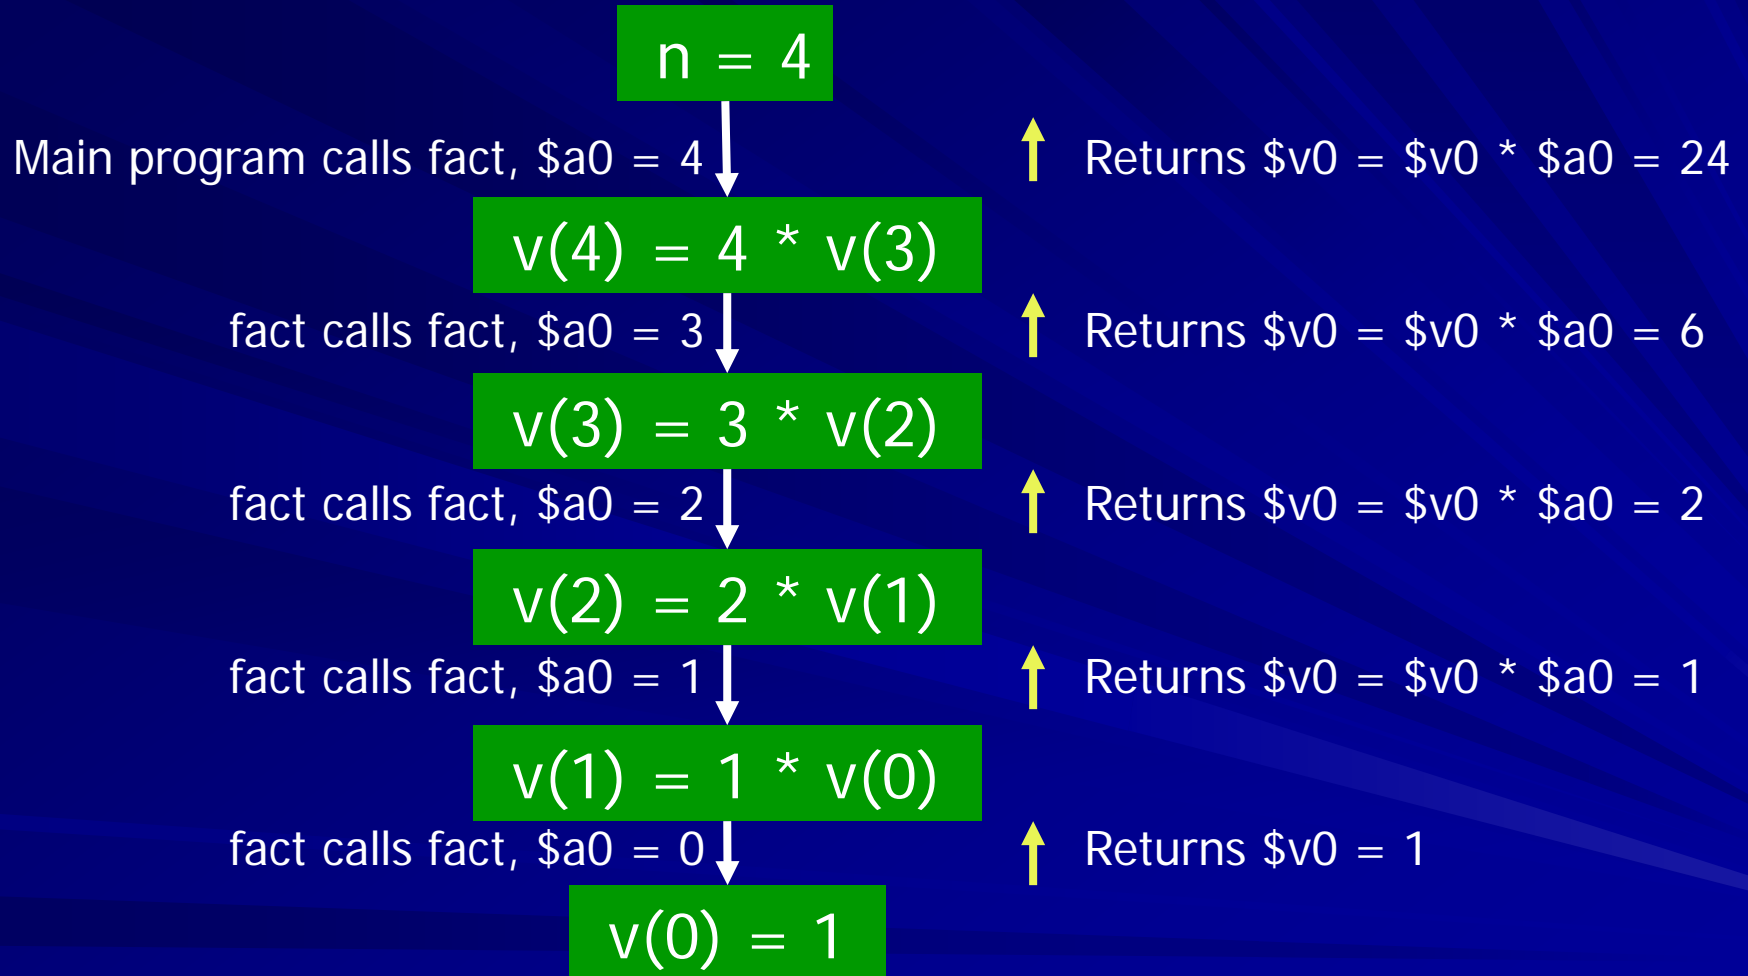 n = 4
Main program calls fact, $a0 = 4
Returns $v0 = $v0 * $a0 = 24
v(4) = 4 * v(3)
fact calls fact, $a0 = 3
Returns $v0 = $v0 * $a0 = 6
v(3) = 3 * v(2)
fact calls fact, $a0 = 2
Returns $v0 = $v0 * $a0 = 2
v(2) = 2 * v(1)
fact calls fact, $a0 = 1
Returns $v0 = $v0 * $a0 = 1
v(1) = 1 * v(0)
fact calls fact, $a0 = 0
Returns $v0 = 1
v(0) = 1